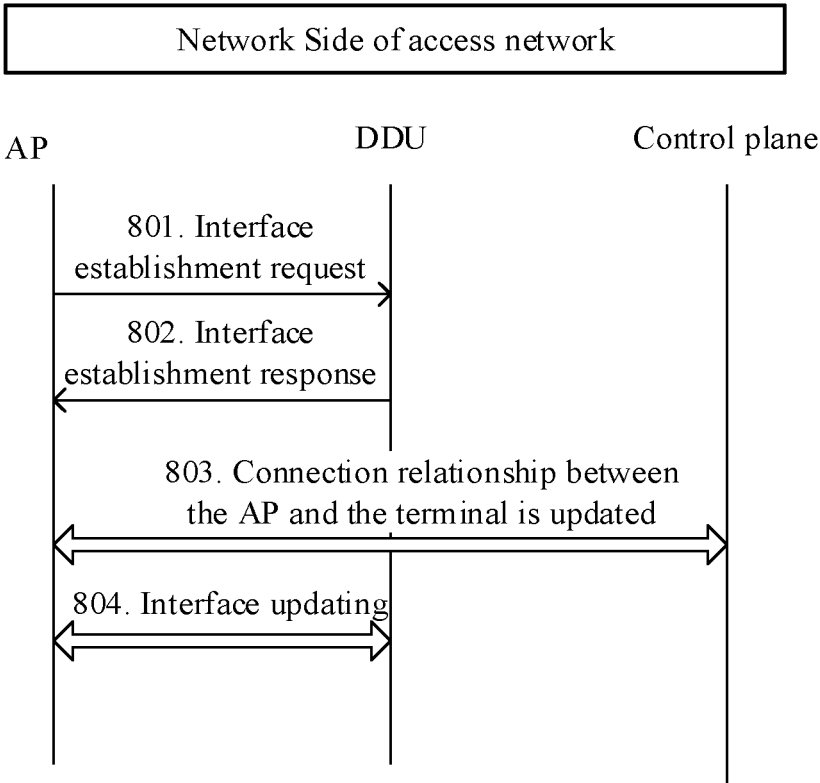 Network Side of access network
AP
DDU
Control plane
801. Interface
establishment request
802. Interface
establishment response
803. Connection relationship between
the AP and the terminal is updated
804. Interface updating